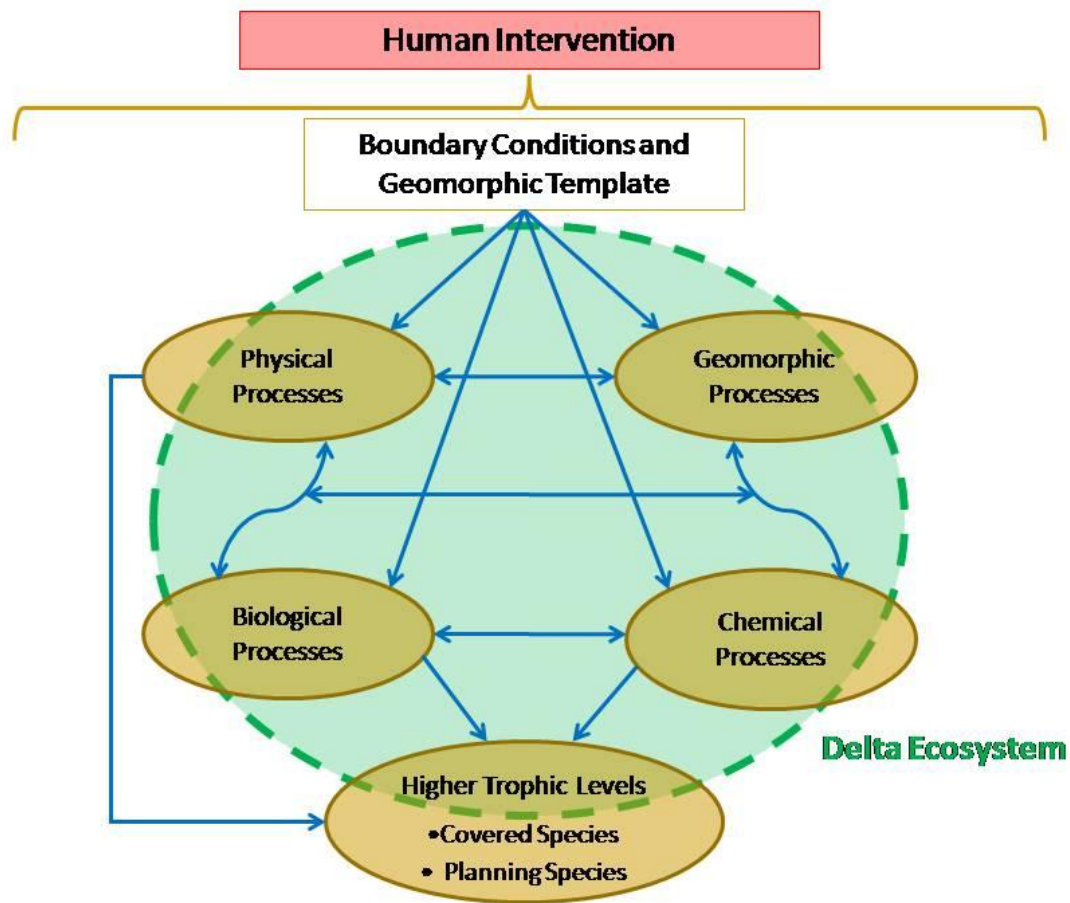 Human Intervention
Boundary Conditions and
Geomorphic Template
Physical
Processes
Geomorphic
Processes
Biological
Processes
Chemical
Processes
Delta Ecosystem
Higher Trophic Levels
•Covered Species
• Planning Species